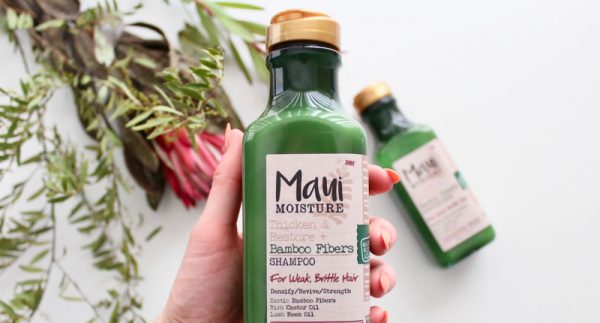 Maui
MOISTURE
Thicken &
Restore +
Bamboo Fibers
SHAMPOO
For Weak, Brittle Hair
Densify/Revive/Strength
Exotic Bamboo Fibers
Rich Castor Oil
Lush Neem Oil
Maui